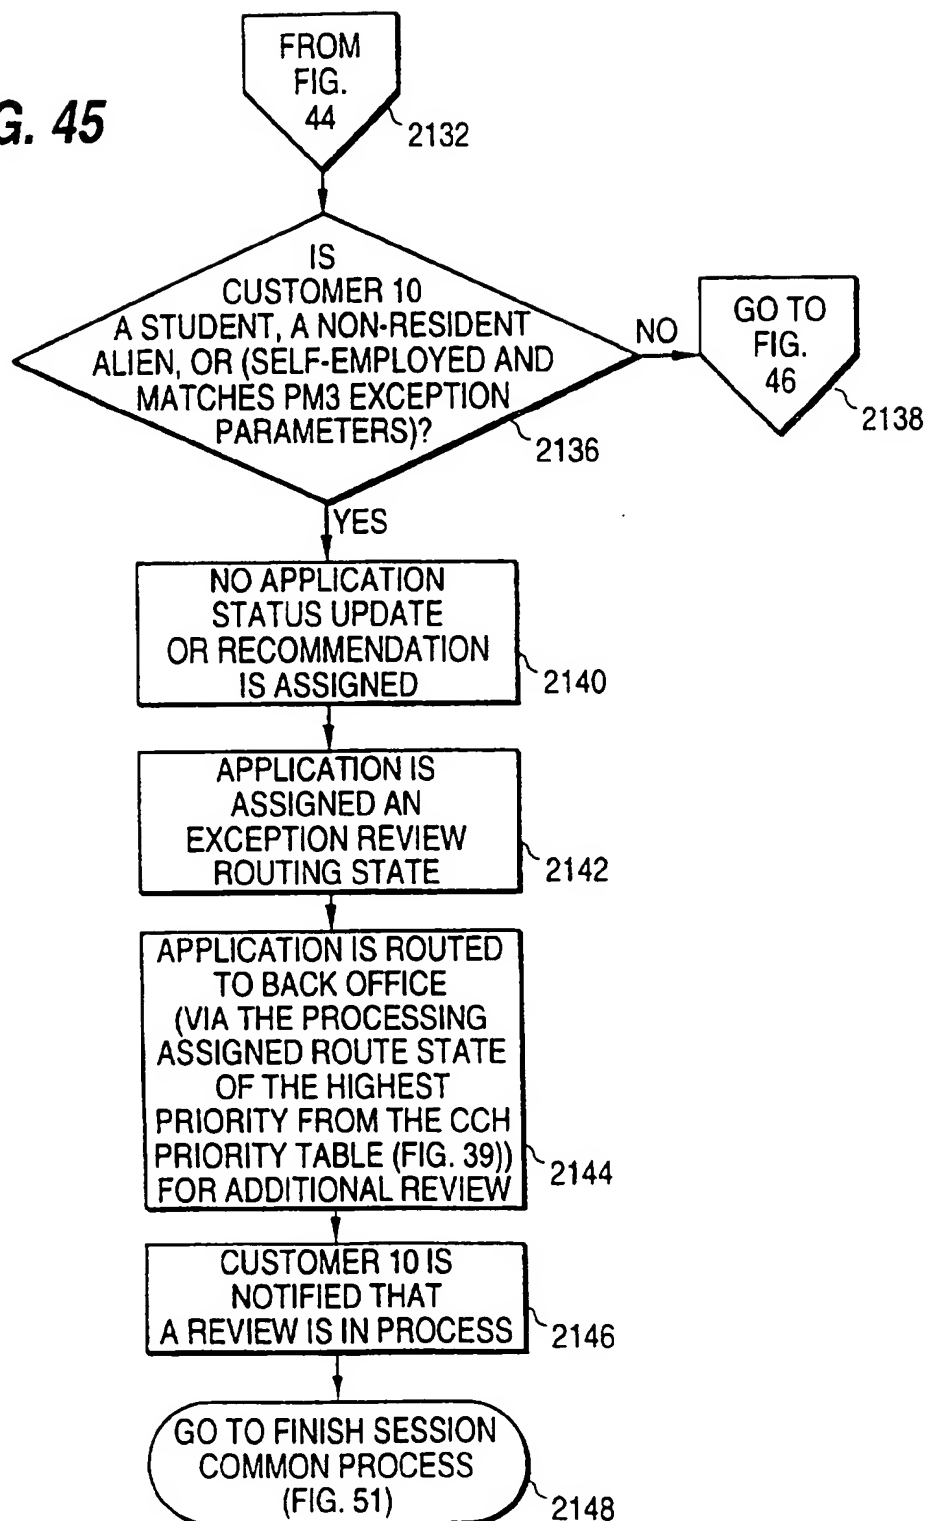 G. 45
FROM
FIG.
44
2132
IS
CUSTOMER 10
A STUDENT, A NON-RESIDENT
ALIEN, OR (SELF-EMPLOYED AND
MATCHES PM3 EXCEPTION
PARAMETERS)?
2136
NO
GO TO
FIG.
46
2138
YES
NO APPLICATION
STATUS UPDATE
OR RECOMMENDATION
IS ASSIGNED
2140
APPLICATION IS
ASSIGNED AN
EXCEPTION REVIEW
ROUTING STATE
2142
APPLICATION IS ROUTED
TO BACK OFFICE
(VIA THE PROCESSING
ASSIGNED ROUTE STATE
OF THE HIGHEST
PRIORITY FROM THE CCH
PRIORITY TABLE (FIG. 39))
FOR ADDITIONAL REVIEW
2144
CUSTOMER 10 IS
NOTIFIED THAT
A REVIEW IS IN PROCESS
2146
GO TO FINISH SESSION
COMMON PROCESS
(FIG. 51)
2148